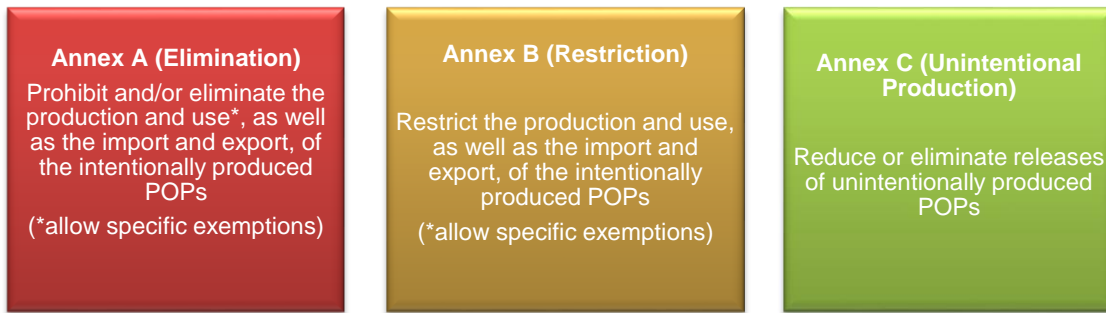 Annex A (Elimination)
Prohibit and/or eliminate the
production and use*, as well
as the import and export, of
the intentionally produced
POPs
(*allow specific exemptions)
Annex B (Restriction)
Restrict the production and use,
as well as the import and
export, of the intentionally
produced POPs
(*allow specific exemptions)
Annex C (Unintentional
Production)
Reduce or eliminate releases
of unintentionally produced
POPs